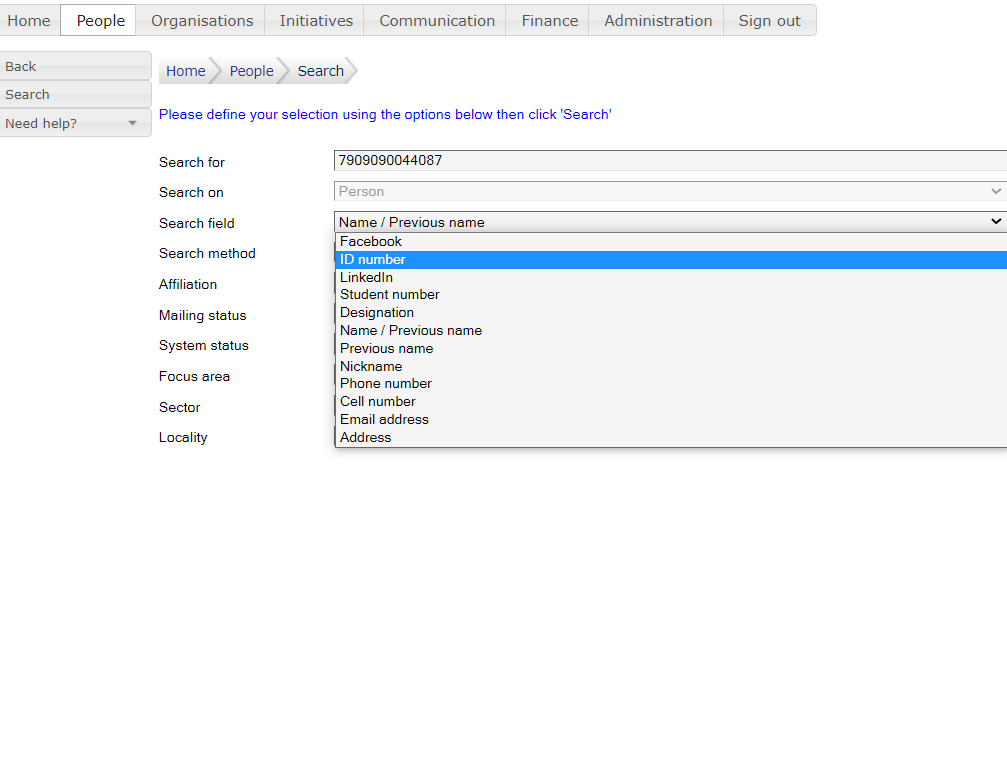 Home People Organisations Initiatives Communication Finance Administration Sign out
Back
Search
Need help?
Home People Search
Please define your selection using the options below then click 'Search'
Search for 7909090044087
Search on Person
Search field Name / Previous name
Search method
Affiliation
Mailing status
System status
Focus area
Sector
Locality
Facebook
ID number
LinkedIn
Student number
Designation
Name / Previous name
Previous name
Nickname
Phone number
Cell number
Email address
Address